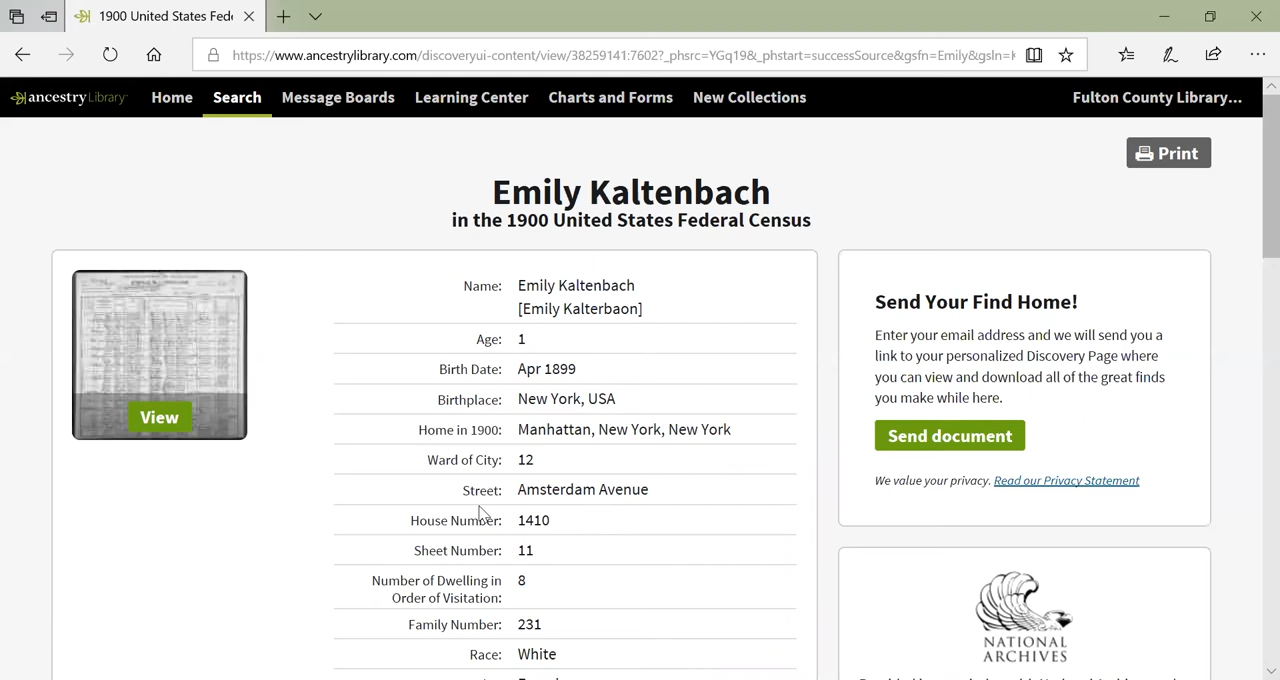 1900 United States Fede
https://www.ancestrylibrary.com/discoveryui-content/view/38259141:7602?_phsrc=YGq19&_phstart=successSource&gsfn=Emily&gsln=K
ancestryLibrary Home Search Message Boards Learning Center Charts and Forms New Collections Fulton County Library...
Print
Emily Kaltenbach
in the 1900 United States Federal Census
View
Name: Emily Kaltenbach
[Emily Kalterbaon]
Age: 1
Birth Date: Apr 1899
Birthplace: New York, USA
Home in 1900: Manhattan, New York, New York
Ward of City: 12
Street: Amsterdam Avenue
House Number: 1410
Sheet Number: 11
Number of Dwelling in 8
Order of Visitation:
Family Number: 231
Race: White
Send Your Find Home!
Enter your email address and we will send you a
link to your personalized Discovery Page where
you can view and download all of the great finds
you make while here.
Send document
We value your privacy. Read our Privacy Statement
NATIONAL
ARCHIVES